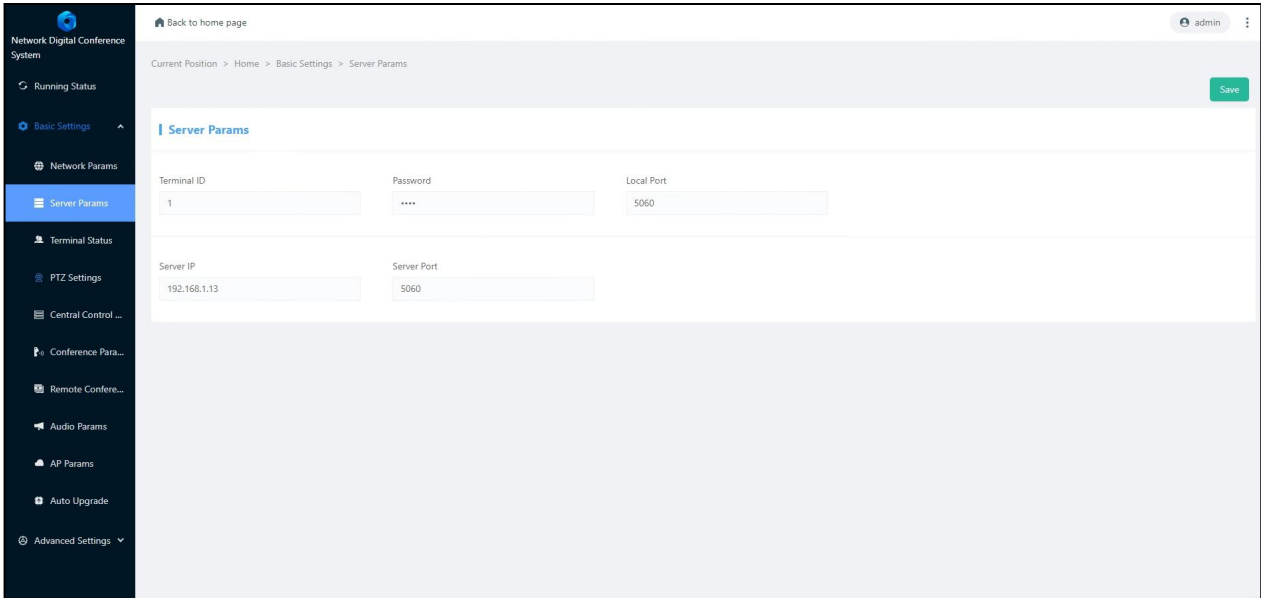 Network Digital Conference
System
Running Status
Basic Settings
Network Params
Server Params
Terminal Status
PTZ Settings
Central Control ...
Conference Para...
Remote Confere...
Audio Params
AP Params
Auto Upgrade
Advanced Settings
Back to home page
admin
Current Position > Home > Basic Settings > Server Params
Save
Server Params
Terminal ID Password Local Port
1 •••• 5060
Server IP Server Port
192.168.1.13 5060